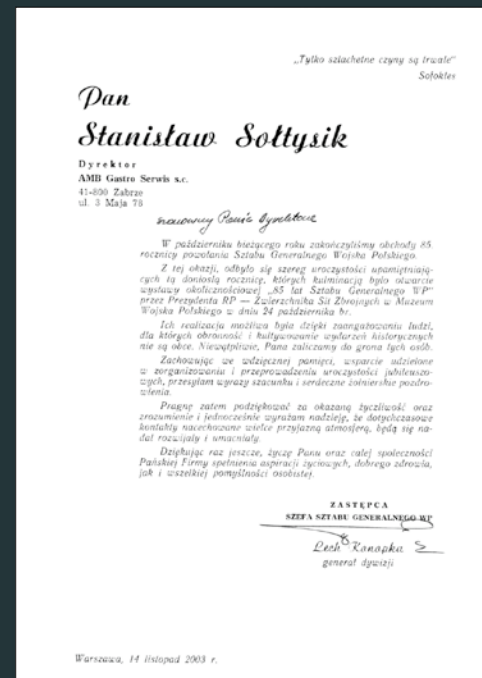 „Tylko szlachetne czyny są trwałe"
Sofokles
Pan
Stanisław Sołtysik
Dyrektor
AMB Gastro Serwis s.c.
41-800 Zabrze
ul. 3 Maja 78
Szanowny Panie Dyrektorze
W październiku bieżącego roku zakończyliśmy obchody 85.
rocznicy powołania Sztabu Generalnego Wojska Polskiego.
Z tej okazji, odbyło się szereg uroczystości upamiętniają-
cych tą doniosłą rocznicę, których kulminacją było otwarcie
wystawy okolicznościowej „85 lat Sztabu Generalnego WP"
przez Prezydenta RP — Zwierzchnika Sił Zbrojnych w Muzeum
Wojska Polskiego w dniu 24 października br.
Ich realizacja możliwa była dzięki zaangażowaniu ludzi,
dla których obronność i kultywowanie wydarzeń historycznych
nie są obce. Niewątpliwie, Pana zaliczamy do grona tych osób.
Zachowując we wdzięcznej pamięci, wsparcie udzielone
w zorganizowaniu i przeprowadzeniu uroczystości jubileuszo-
wych, przesyłam wyrazy szacunku i serdeczne żołnierskie pozdro-
wienia.
Pragnę zatem podziękować za okazaną życzliwość oraz
zrozumienie i jednocześnie wyrażam nadzieję, że dotychczasowe
kontakty nacechowane wielce przyjazną atmosferą, będą się na-
dal rozwijały i umacniały.
Dziękując raz jeszcze, życzę Panu oraz całej społeczności
Pańskiej Firmy spełnienia aspiracji życiowych, dobrego zdrowia,
jak i wszelkiej pomyślności osobistej.
ZASTĘPCA
SZEFA SZTABU GENERALNEGO WP
Lech Konopka
generał dywizji
Warszawa, 14 listopad 2003 r.